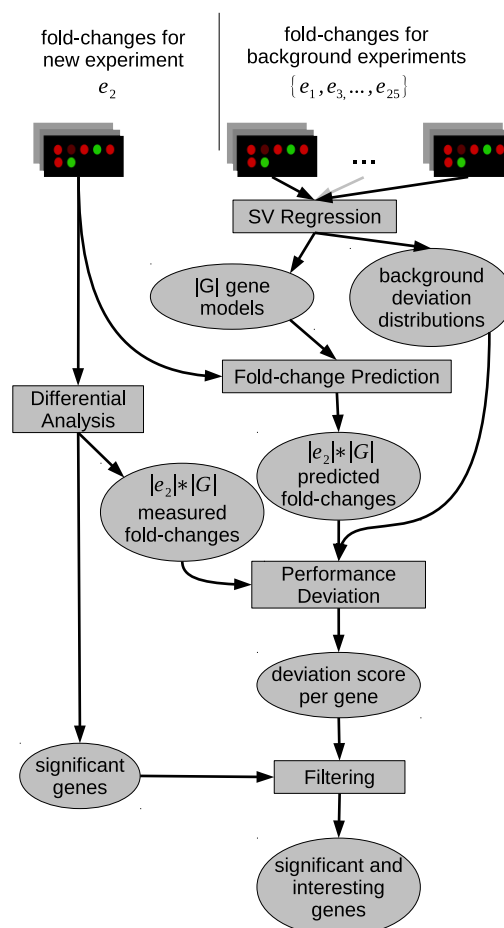 fold-changes for
new experiment
e₂
fold-changes for
background experiments
{e₁, e₃, ..., e₂₅}
...
SV Regression
|G| gene
models
background
deviation
distributions
Fold-change Prediction
Differential
Analysis
|e₂|∗|G|
measured
fold-changes
|e₂|∗|G|
predicted
fold-changes
Performance
Deviation
deviation score
per gene
significant
genes
Filtering
significant and
interesting
genes